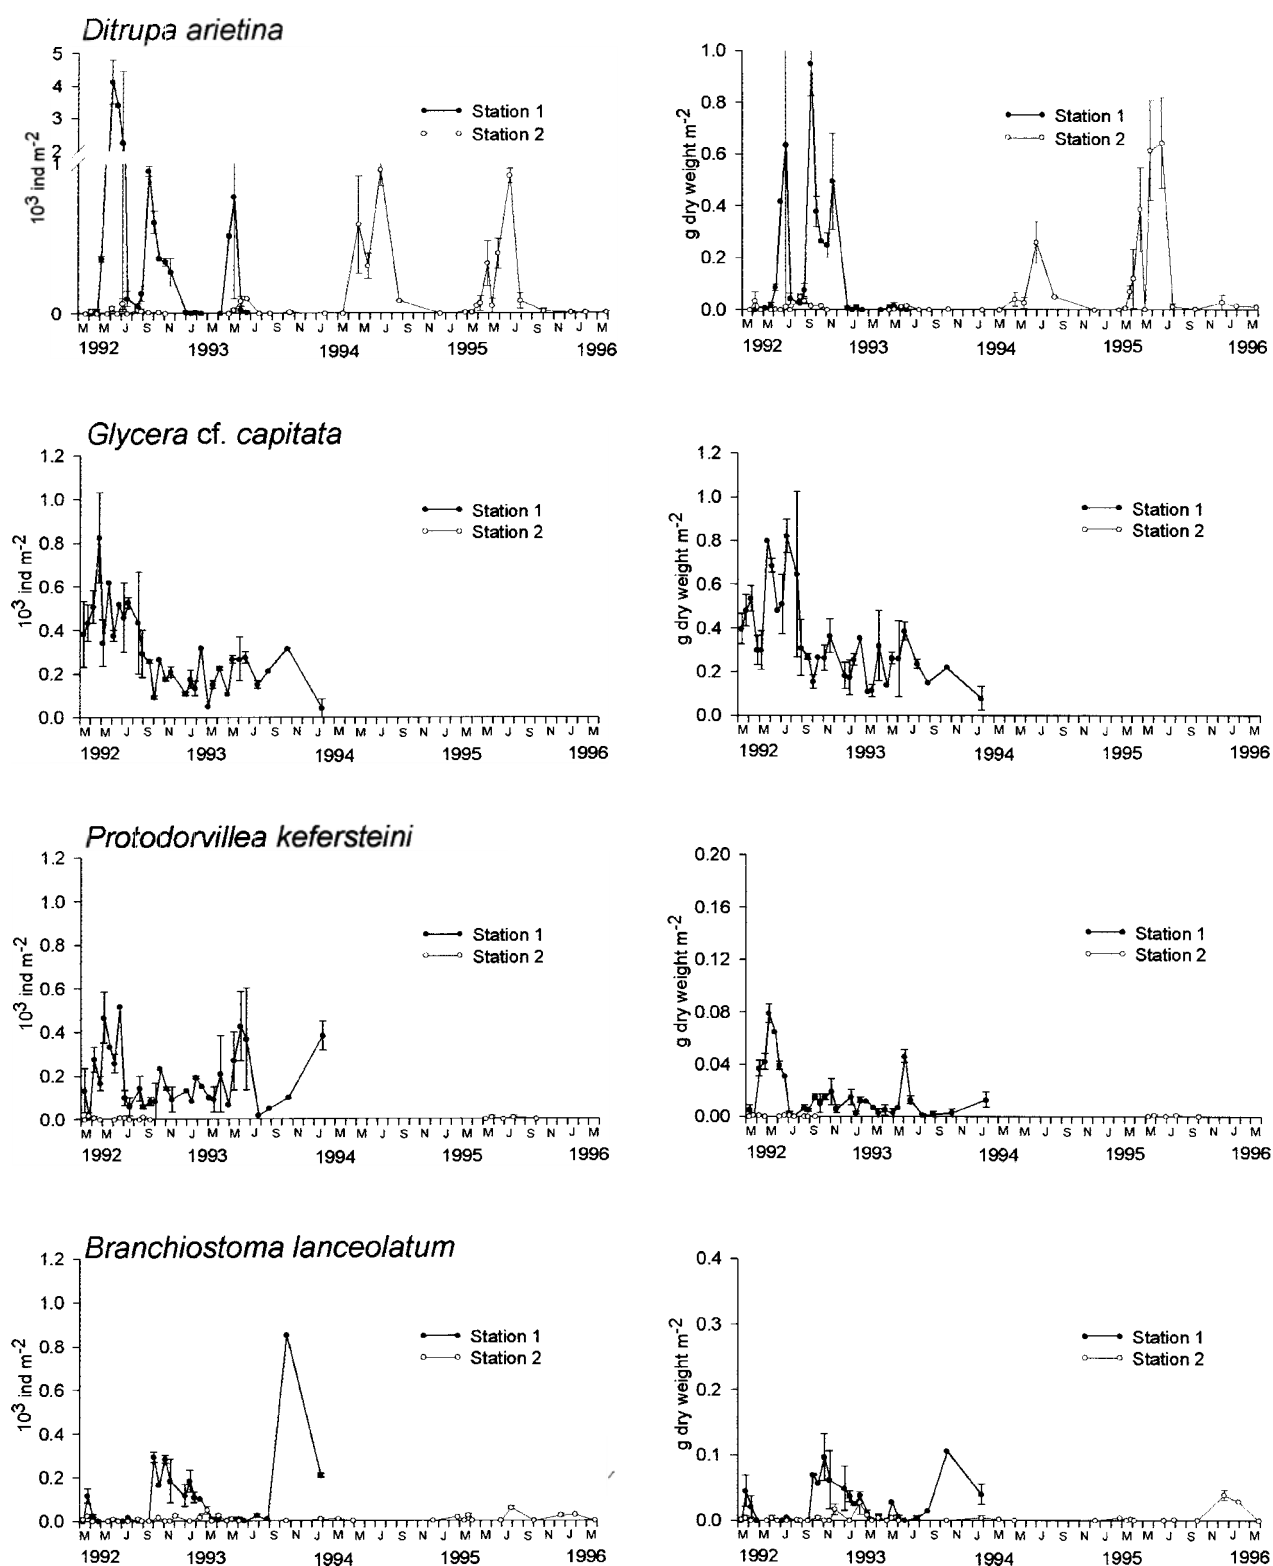 Ditrupa arietina
5
4
3
2
1
0
10³ ind m⁻²
Station 1
Station 2
M M J S N J M M J S N J M M J S N J M M J S N J M
1992 1993 1994 1995 1996
1.0
0.8
0.6
0.4
0.2
0.0
g dry weight m⁻²
Station 1
Station 2
M M J S N J M M J S N J M M J S N J M M J S N J M
1992 1993 1994 1995 1996
Glycera cf. capitata
1.2
1.0
0.8
0.6
0.4
0.2
0.0
10³ ind m⁻²
Station 1
Station 2
M M J S N J M M J S N J M M J S N J M M J S N J M
1992 1993 1994 1995 1996
1.2
1.0
0.8
0.6
0.4
0.2
0.0
g dry weight m⁻²
Station 1
Station 2
M M J S N J M M J S N J M M J S N J M M J S N J M
1992 1993 1994 1995 1996
Protodorvillea kefersteini
1.2
1.0
0.8
0.6
0.4
0.2
0.0
10³ ind m⁻²
Station 1
Station 2
M M J S N J M M J S N J M M J S N J M M J S N J M
1992 1993 1994 1995 1996
0.20
0.16
0.12
0.08
0.04
0.00
g dry weight m⁻²
Station 1
Station 2
M M J S N J M M J S N J M M J S N J M M J S N J M
1992 1993 1994 1995 1996
Branchiostoma lanceolatum
1.2
1.0
0.8
0.6
0.4
0.2
0.0
10³ ind m⁻²
Station 1
Station 2
M M J S N J M M J S N J M M J S N J M M J S N J M
1992 1993 1994 1995 1996
0.4
0.3
0.2
0.1
0.0
g dry weight m⁻²
Station 1
Station 2
M M J S N J M M J S N J M M J S N J M M J S N J M
1992 1993 1994 1995 1996